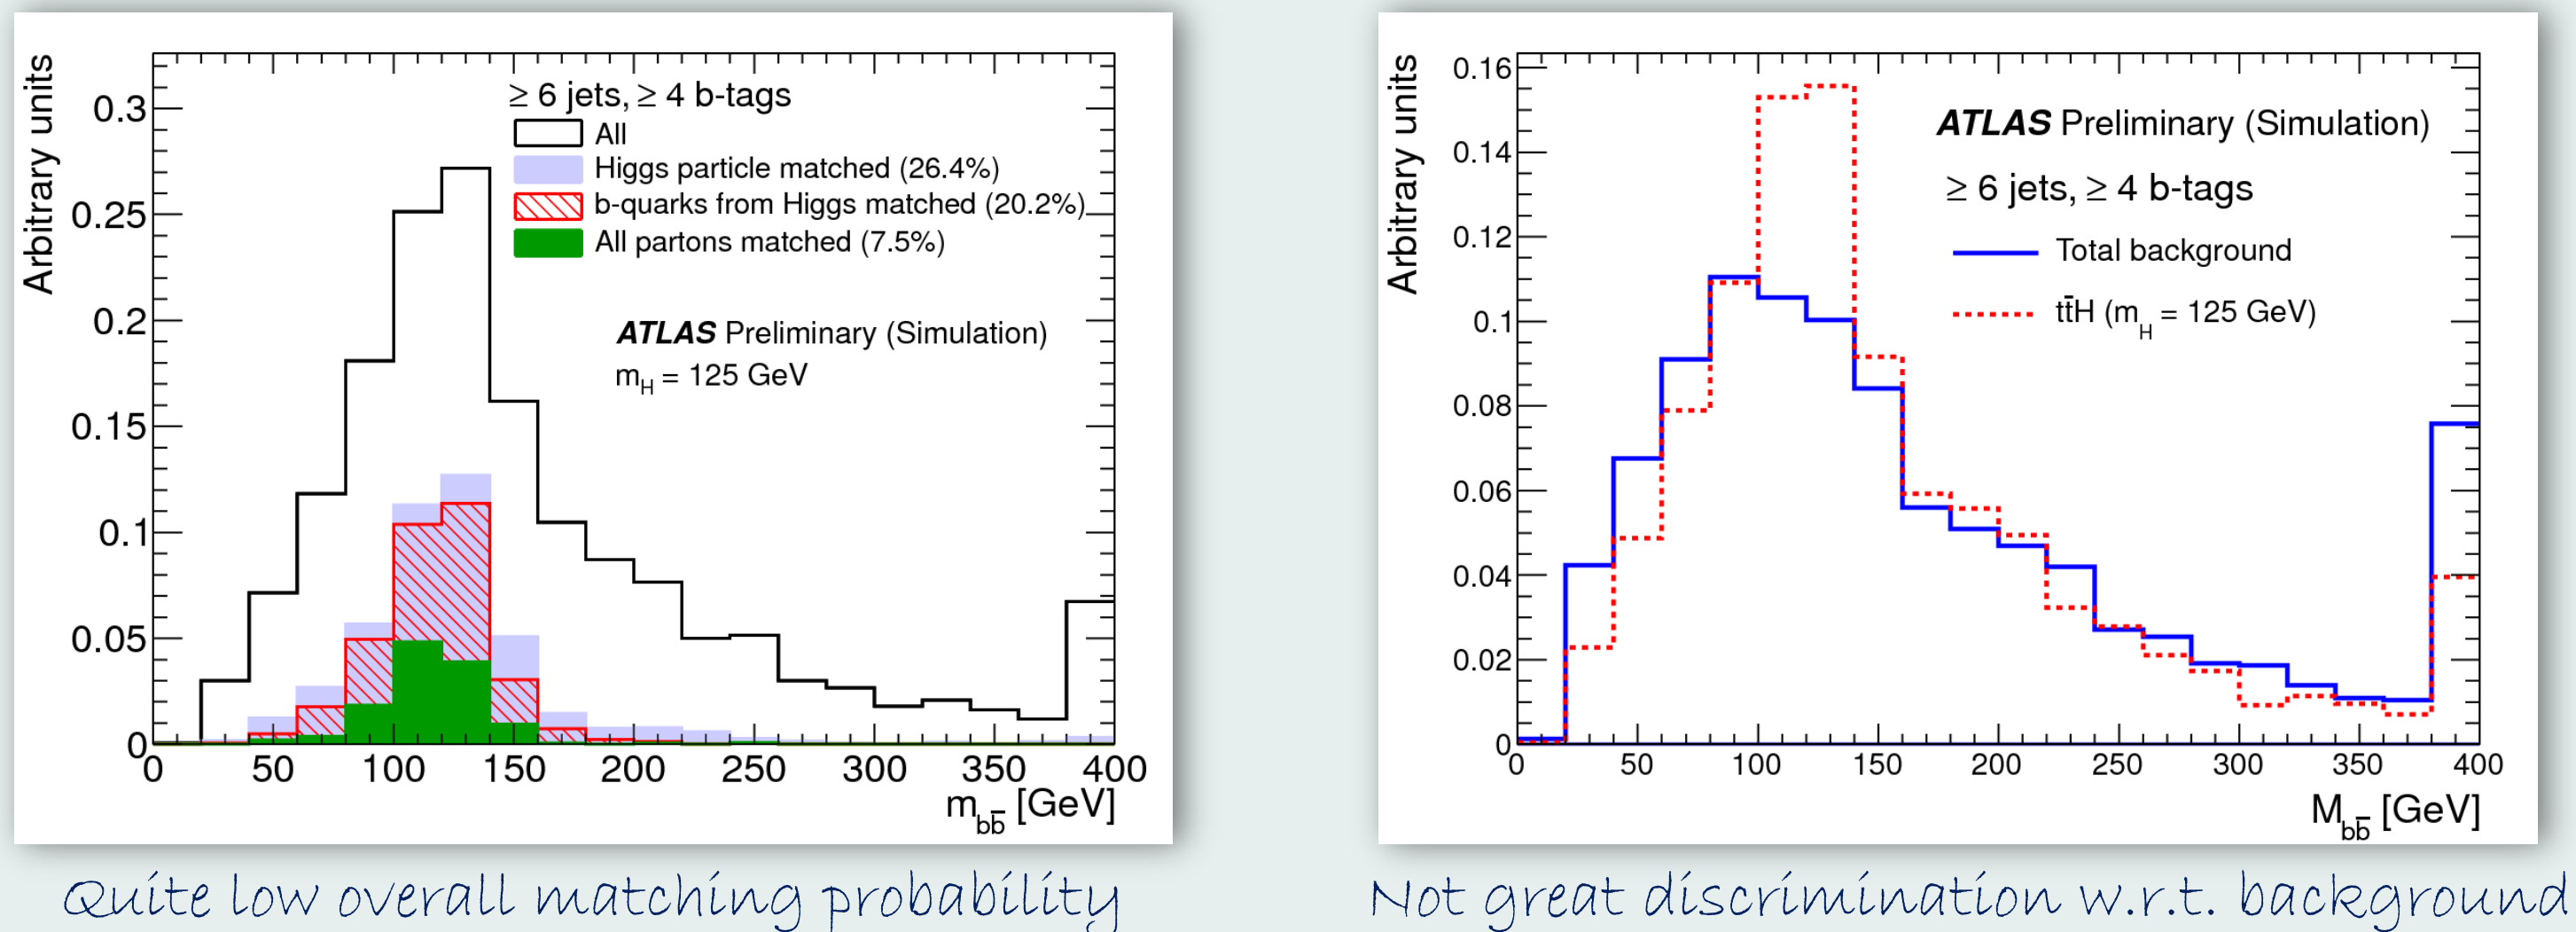 Arbitrary units
≥ 6 jets, ≥ 4 b-tags
All
Higgs particle matched (26.4%)
b-quarks from Higgs matched (20.2%)
All partons matched (7.5%)
ATLAS Preliminary (Simulation)
m_H = 125 GeV
0.3
0.25
0.2
0.15
0.1
0.05
0
0 50 100 150 200 250 300 350 400
m_bb̄ [GeV]
Quite low overall matching probability
Arbitrary units
ATLAS Preliminary (Simulation)
≥ 6 jets, ≥ 4 b-tags
Total background
tt̄H (m_H = 125 GeV)
0.16
0.14
0.12
0.1
0.08
0.06
0.04
0.02
0
0 50 100 150 200 250 300 350 400
M_bb̄ [GeV]
Not great discrimination w.r.t. background